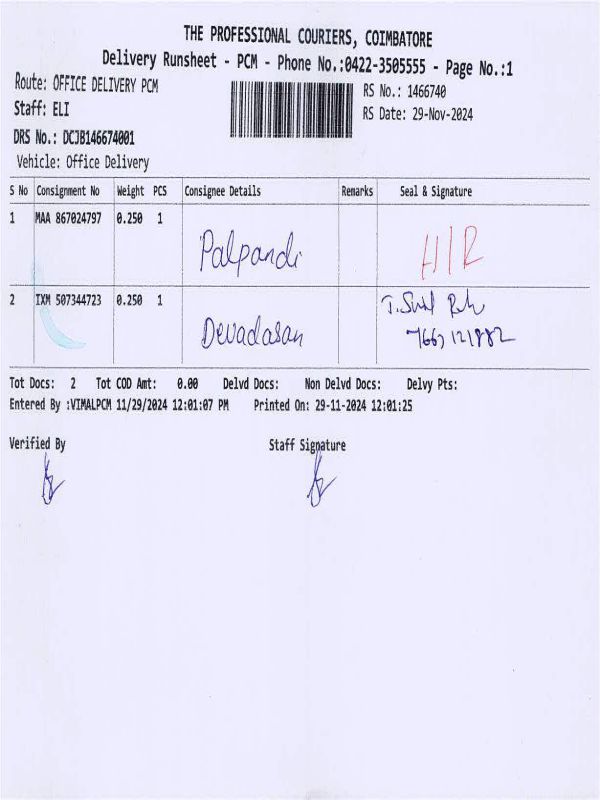 THE PROFESSIONAL COURIERS, COIMBATORE
Delivery Runsheet - PCM - Phone No.:0422-3505555 - Page No.:1
Route: OFFICE DELIVERY PCM
RS No.: 1466740
Staff: ELI
RS Date: 29-Nov-2024
DRS No.: DCJB146674001
Vehicle: Office Delivery
S No Consignment No Weight PCS Consignee Details Remarks Seal & Signature
1 MAA 867024797 0.250 1 Palpandi H/R
2 IXM 507344723 0.250 1 Devadasan T.
Tot Docs: 2 Tot COD Amt: 0.00 Delvd Docs: Non Delvd Docs: Delvy Pts:
Entered By :VIMALPCM 11/29/2024 12:01:07 PM Printed On: 29-11-2024 12:01:25
Verified By Staff Signature